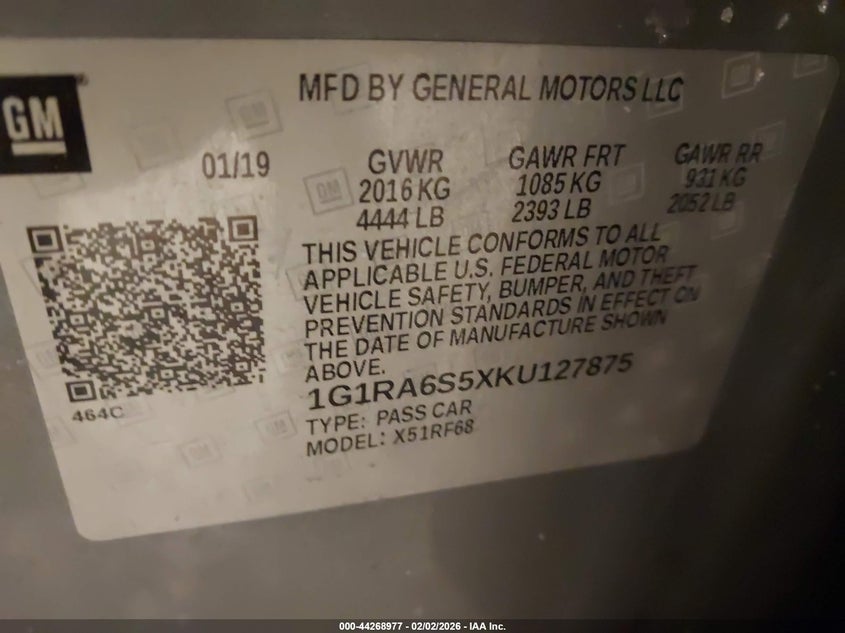 MFD BY GENERAL MOTORS LLC
GM
01/19
GVWR GAWR FRT GAWR RR
2016 KG 1085 KG 931 KG
4444 LB 2393 LB 2052 LB
THIS VEHICLE CONFORMS TO ALL
APPLICABLE U.S. FEDERAL MOTOR
VEHICLE SAFETY, BUMPER, AND THEFT
PREVENTION STANDARDS IN EFFECT ON
THE DATE OF MANUFACTURE SHOWN
ABOVE.
1G1RA6S5XKU127875
464C
TYPE: PASS CAR
MODEL: X51RF68
000-44268977 - 02/02/2026 - IAA Inc.